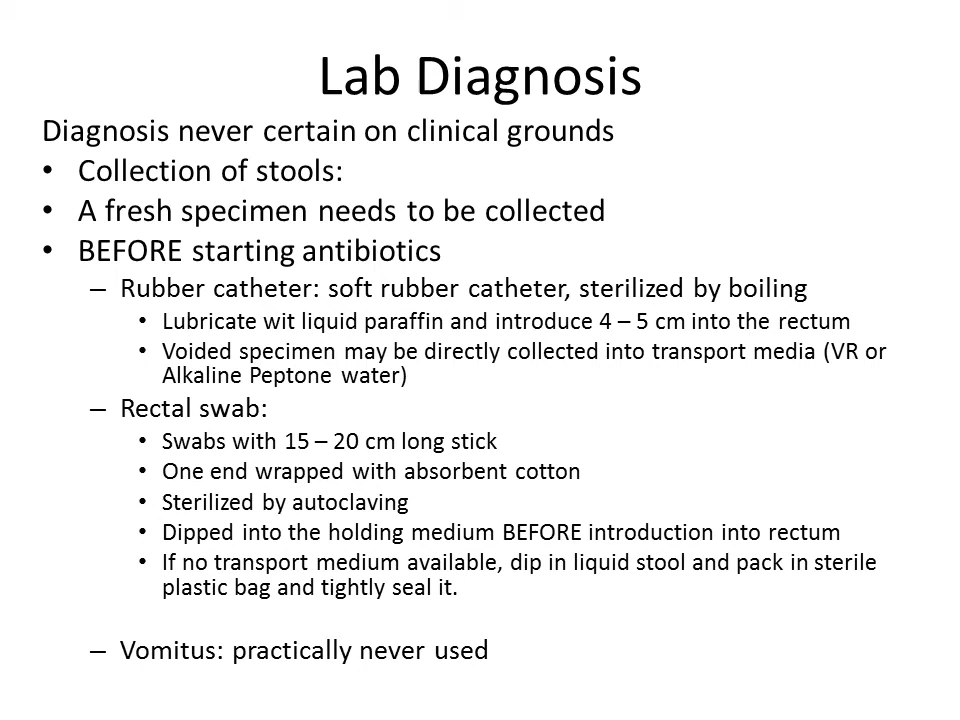 Lab Diagnosis
Diagnosis never certain on clinical grounds
• Collection of stools:
• A fresh specimen needs to be collected
• BEFORE starting antibiotics
– Rubber catheter: soft rubber catheter, sterilized by boiling
• Lubricate wit liquid paraffin and introduce 4 – 5 cm into the rectum
• Voided specimen may be directly collected into transport media (VR or
Alkaline Peptone water)
– Rectal swab:
• Swabs with 15 – 20 cm long stick
• One end wrapped with absorbent cotton
• Sterilized by autoclaving
• Dipped into the holding medium BEFORE introduction into rectum
• If no transport medium available, dip in liquid stool and pack in sterile
plastic bag and tightly seal it.
– Vomitus: practically never used